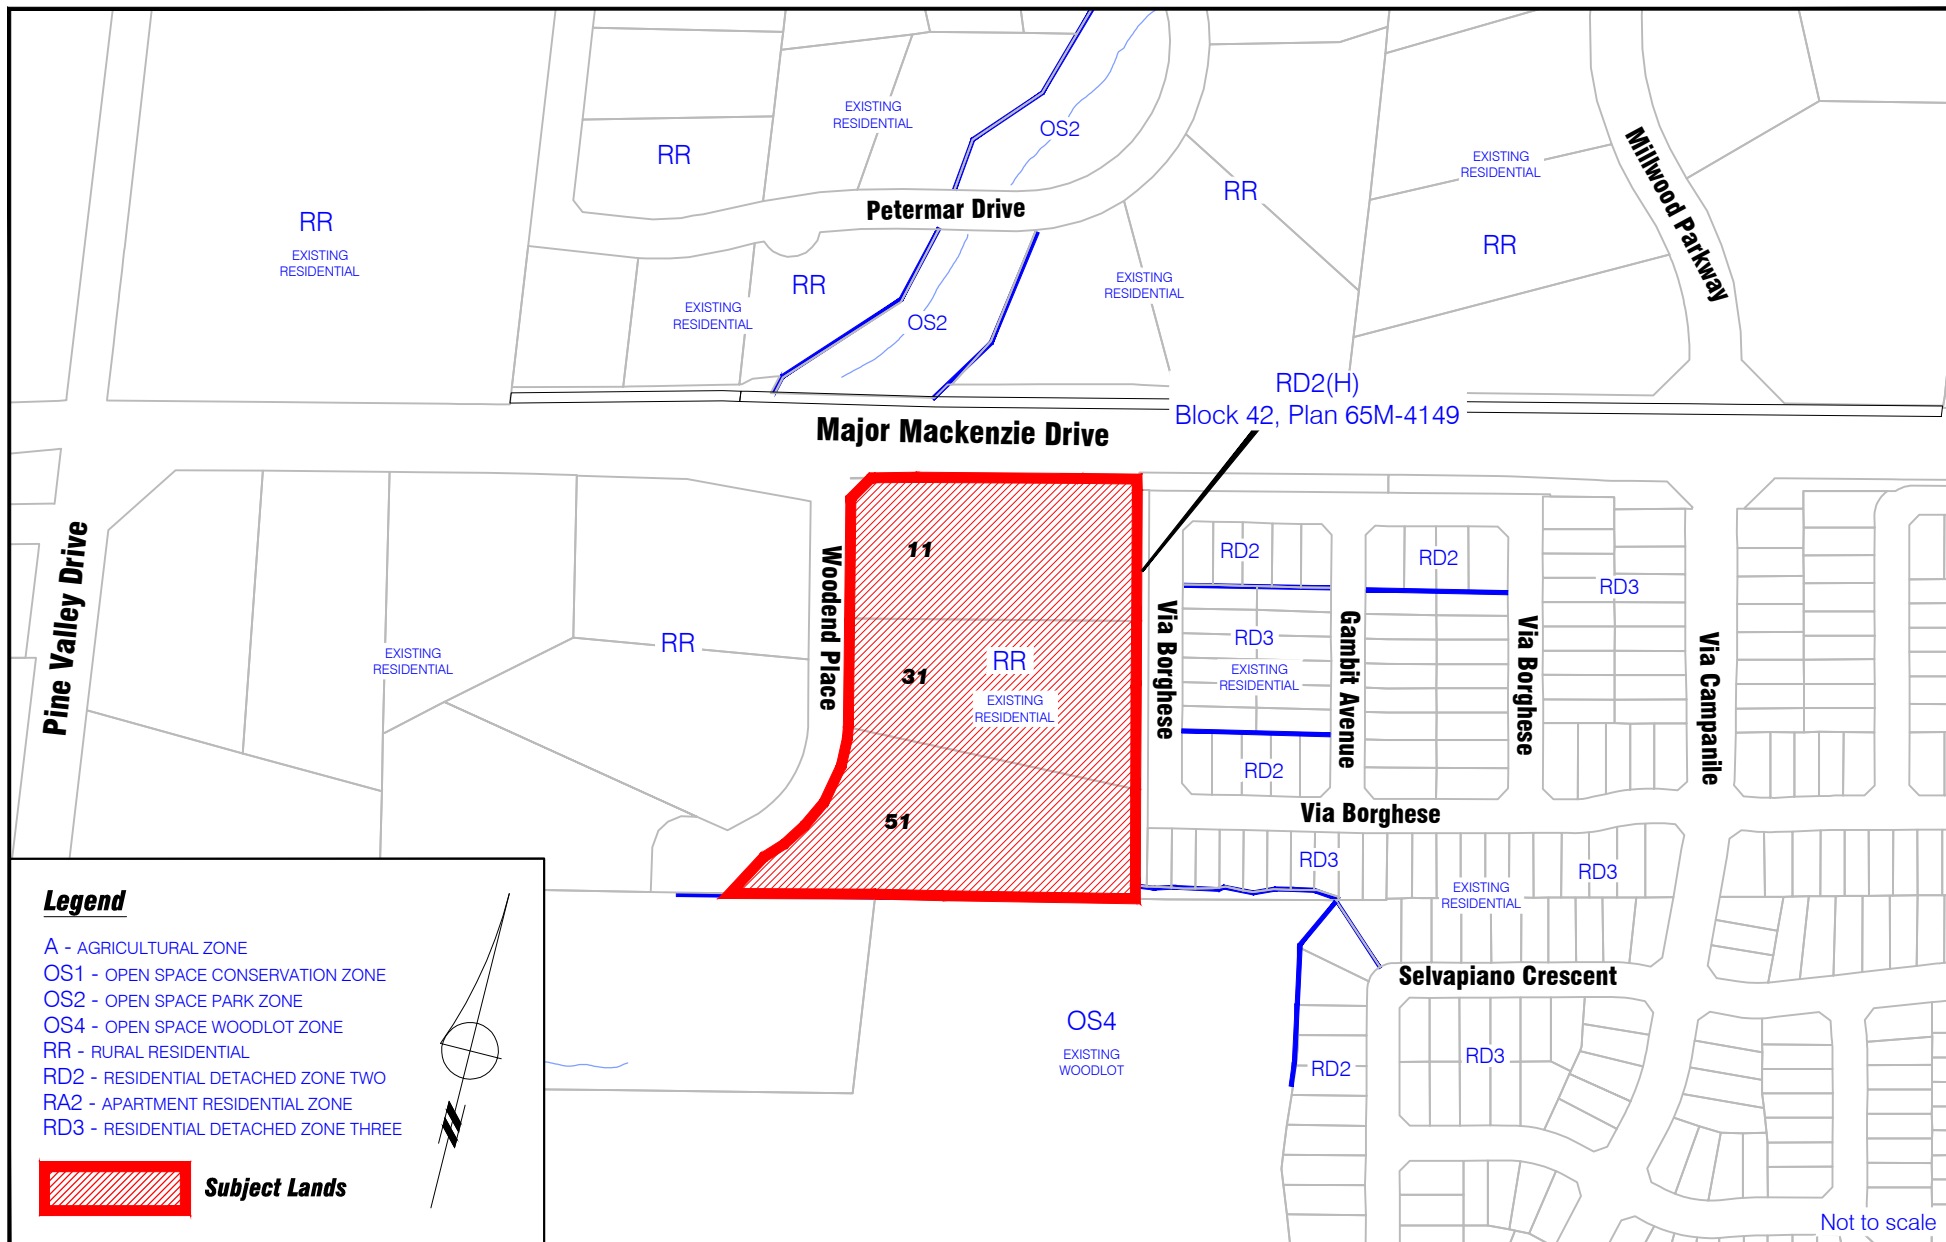 EXISTING
RESIDENTIAL
OS2
RR
EXISTING
RESIDENTIAL
Millwood Parkway
RR
Petermar Drive
RR
EXISTING
RESIDENTIAL
RR
RR
EXISTING
RESIDENTIAL
EXISTING
RESIDENTIAL
OS2
RD2(H)
Block 42, Plan 65M-4149
Major Mackenzie Drive
Pine Valley Drive
EXISTING
RESIDENTIAL
RR
Woodend Place
11
31
RR
EXISTING
RESIDENTIAL
51
Via Borghese
RD2
RD3
EXISTING
RESIDENTIAL
RD2
Gambit Avenue
RD2
Via Borghese
RD3
Via Campanile
Via Borghese
RD3
EXISTING
RESIDENTIAL
RD3
Selvapiano Crescent
OS4
EXISTING
WOODLOT
RD2
RD3
Legend
A - AGRICULTURAL ZONE
OS1 - OPEN SPACE CONSERVATION ZONE
OS2 - OPEN SPACE PARK ZONE
OS4 - OPEN SPACE WOODLOT ZONE
RR - RURAL RESIDENTIAL
RD2 - RESIDENTIAL DETACHED ZONE TWO
RA2 - APARTMENT RESIDENTIAL ZONE
RD3 - RESIDENTIAL DETACHED ZONE THREE
Subject Lands
Not to scale